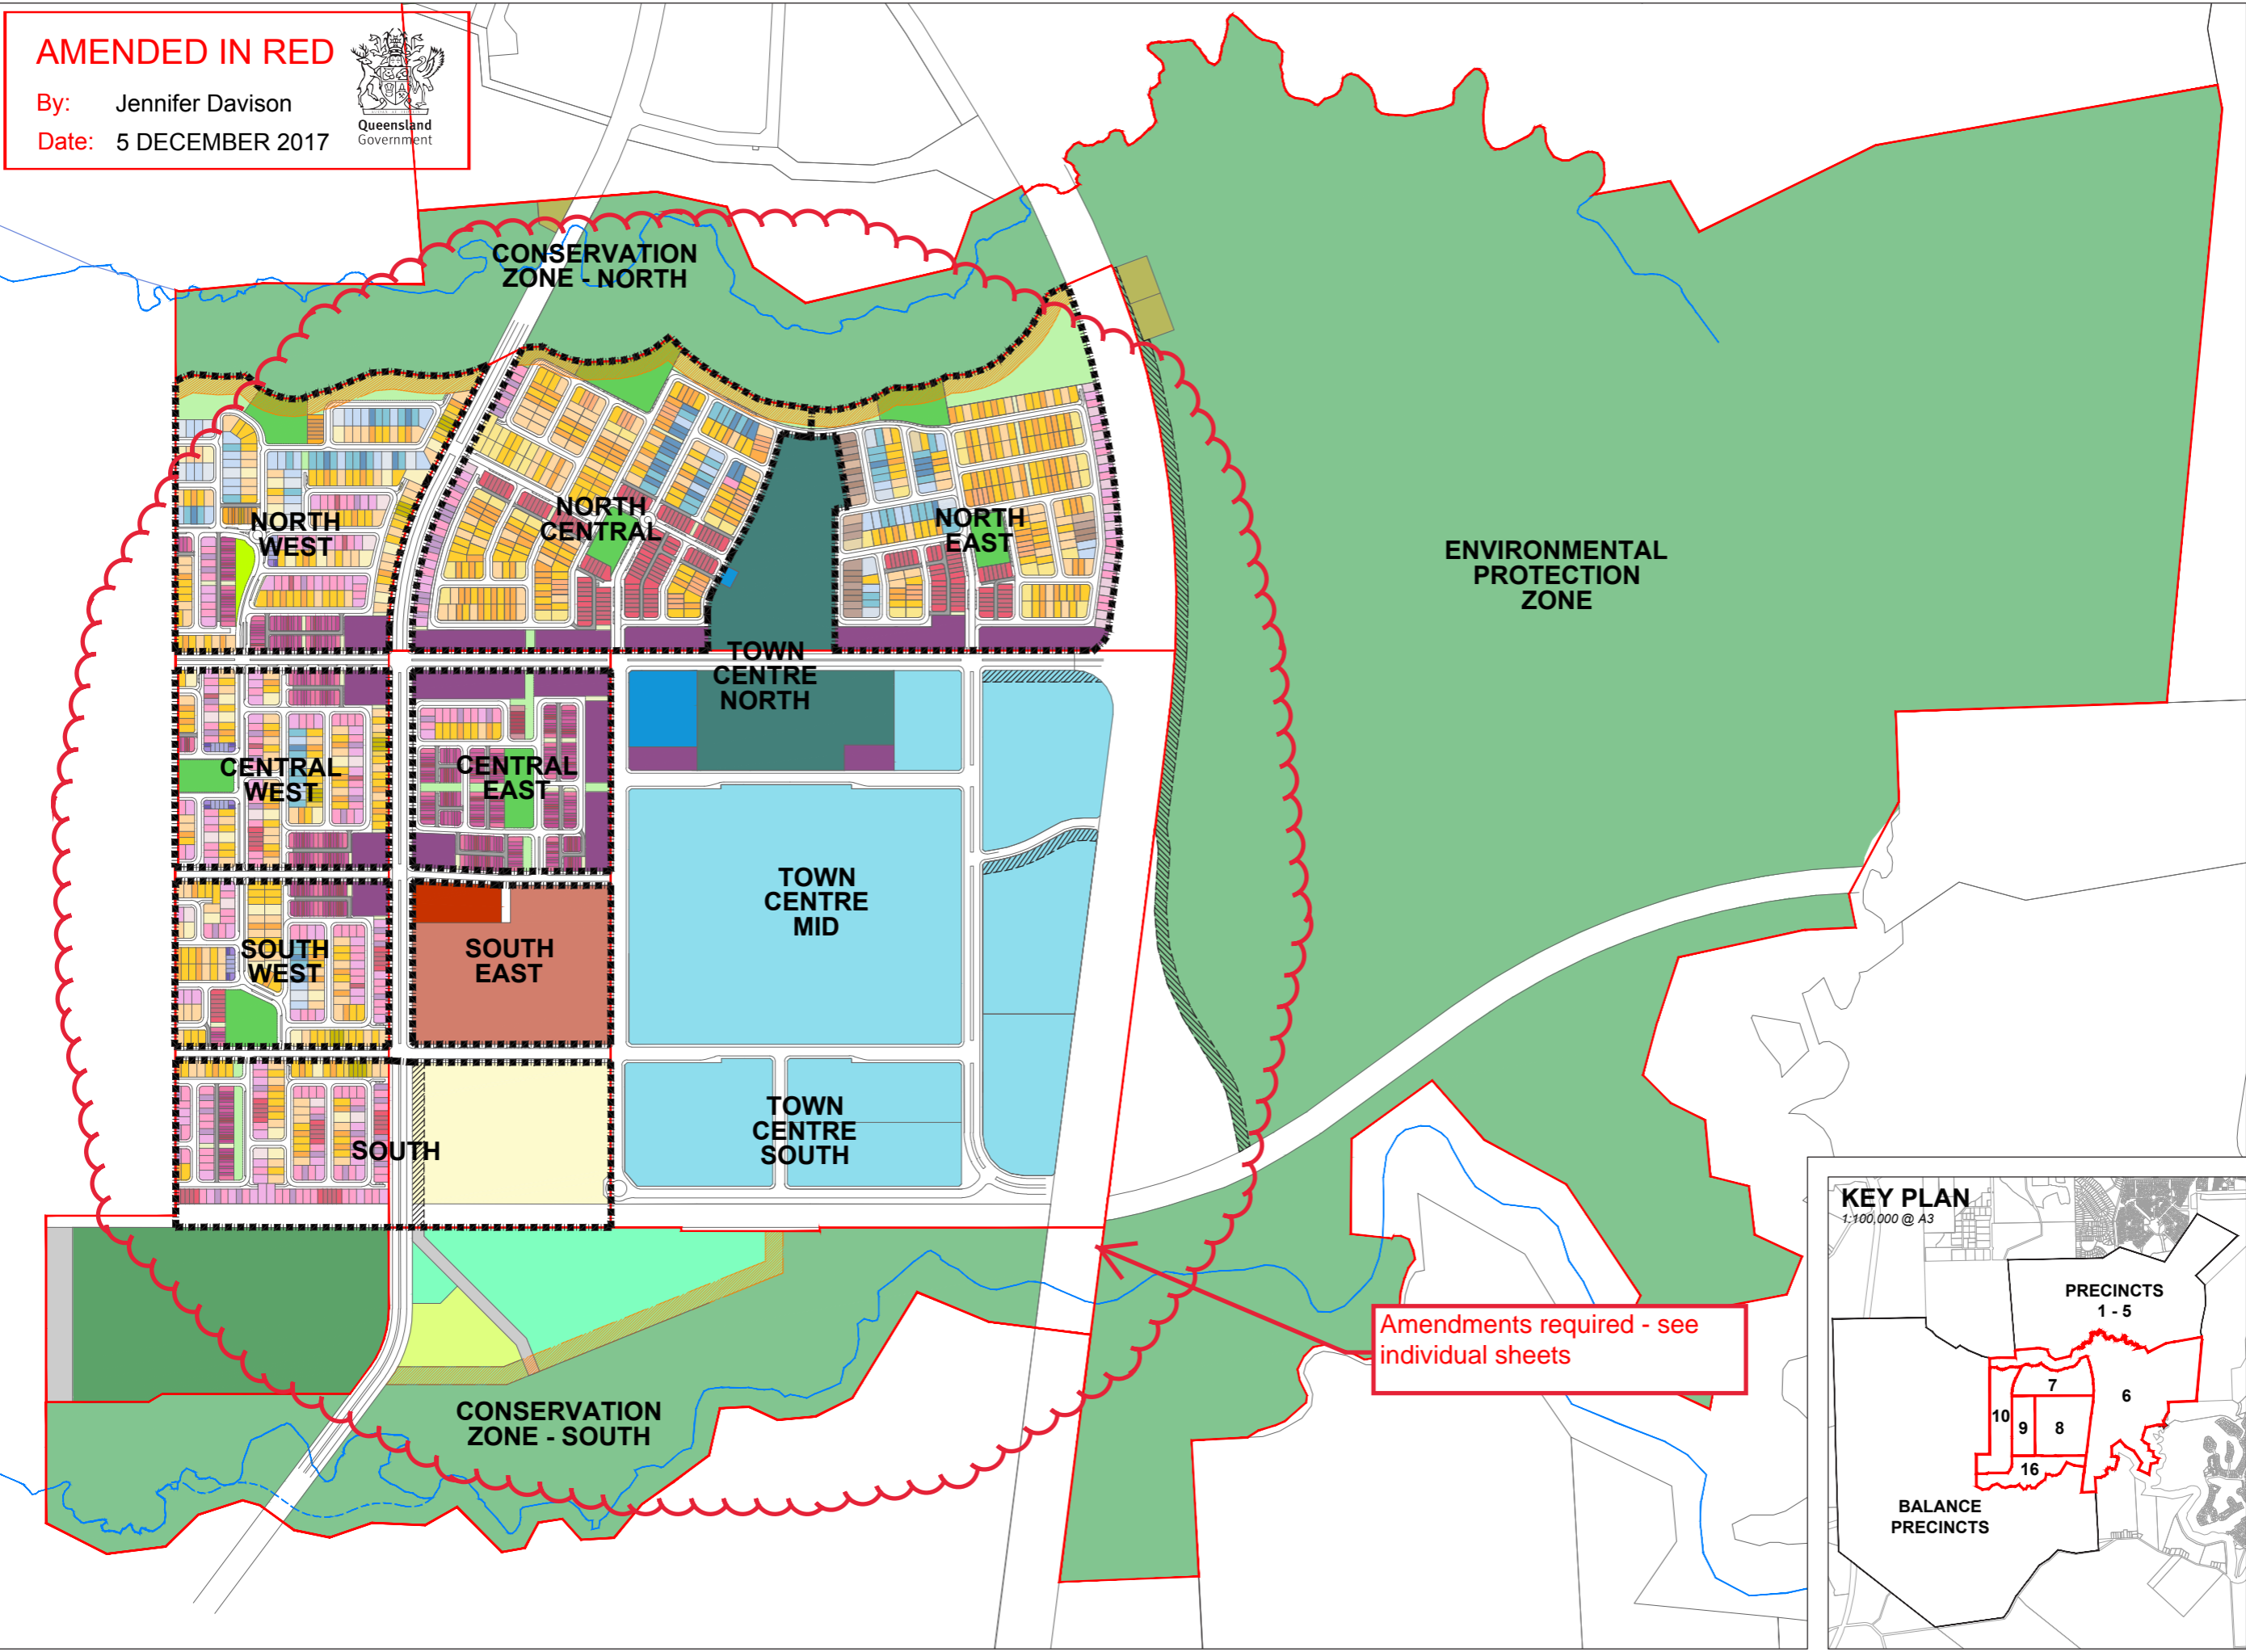 AMENDED IN RED
By: Jennifer Davison
Date: 5 DECEMBER 2017
Queensland
Government
CONSERVATION
ZONE - NORTH
NORTH
WEST
NORTH
CENTRAL
NORTH
EAST
ENVIRONMENTAL
PROTECTION
ZONE
TOWN
CENTRE
NORTH
CENTRAL
WEST
CENTRAL
EAST
TOWN
CENTRE
MID
SOUTH
WEST
SOUTH
EAST
TOWN
CENTRE
SOUTH
SOUTH
Amendments required - see
individual sheets
CONSERVATION
ZONE - SOUTH
KEY PLAN
1:100,000 @ A3
PRECINCTS
1 - 5
7
6
10
9
8
16
BALANCE
PRECINCTS